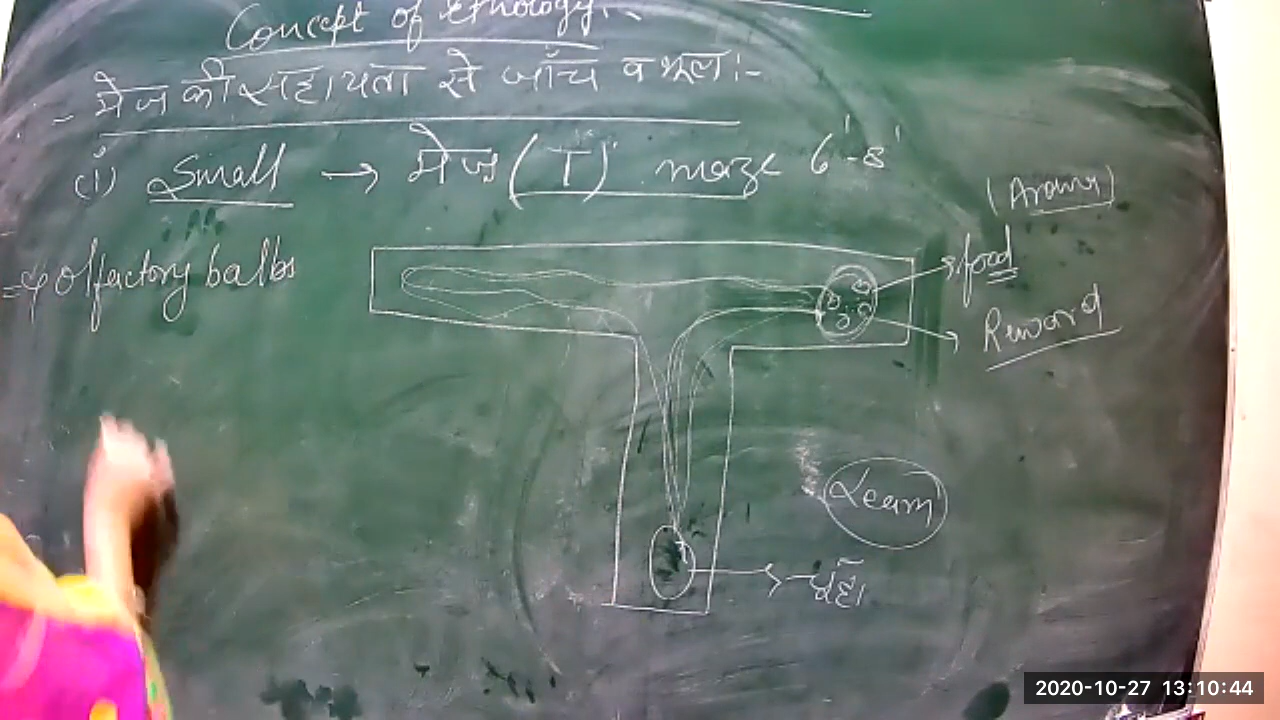 Concept of Ethology:-
- मेज की सहायता से जाँच व भूल :-
(i) Small → मेज (T) maze 6'-8'
(Aroma)
=> olfactory balbs
food
Reward
Learn
चूहा
2020-10-27 13:10:44